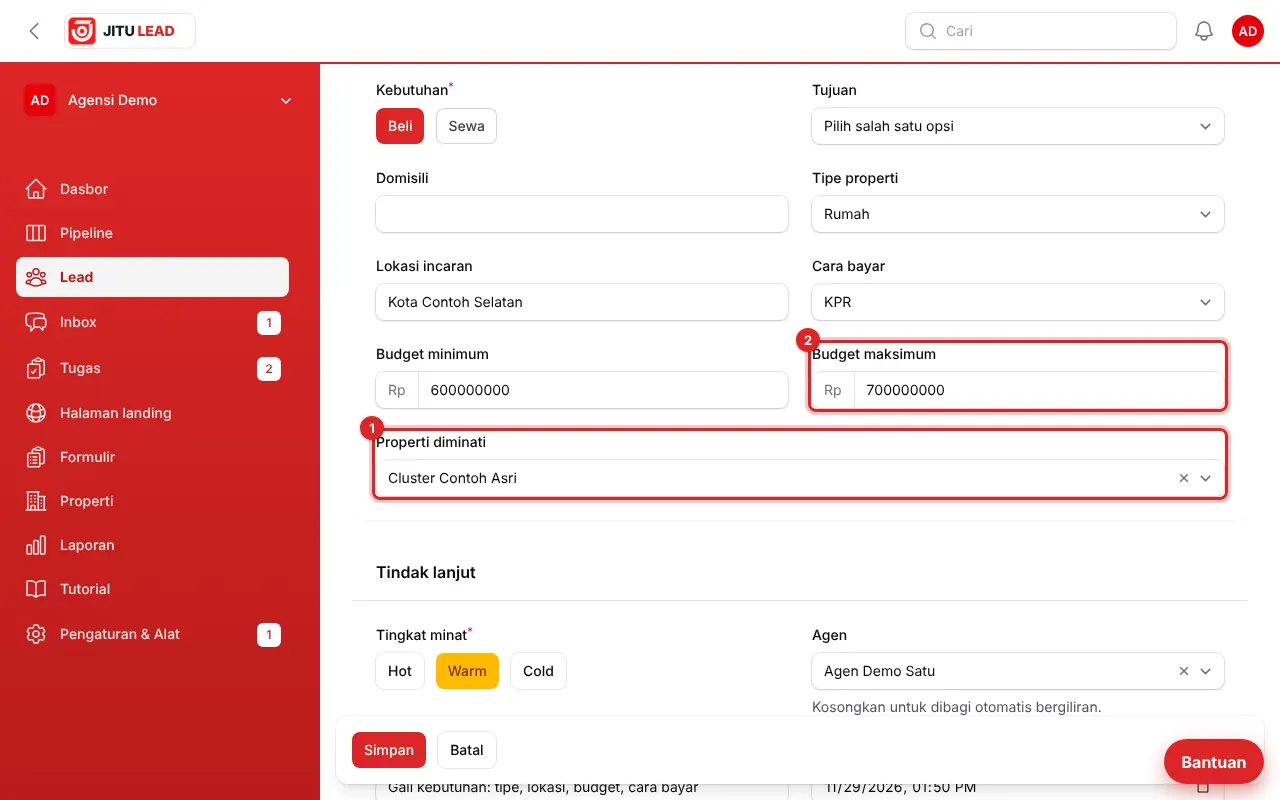 JITU LEAD
Cari
AD
AD
Agensi Demo
Dasbor
Pipeline
Lead
Inbox
1
Tugas
2
Halaman landing
Formulir
Properti
Laporan
Tutorial
Pengaturan & Alat
1
Kebutuhan*
Beli
Sewa
Tujuan
Pilih salah satu opsi
Domisili
Tipe properti
Rumah
Lokasi incaran
Kota Contoh Selatan
Cara bayar
KPR
Budget minimum
Rp
600000000
2
Budget maksimum
Rp
700000000
1
Properti diminati
Cluster Contoh Asri
Tindak lanjut
Tingkat minat*
Hot
Warm
Cold
Agen
Agen Demo Satu
Kosongkan untuk dibagi otomatis bergiliran.
Simpan
Batal
Bantuan
Gali kebutuhan: tipe, lokasi, budget, cara bayar
11/29/2026, 01:50 PM